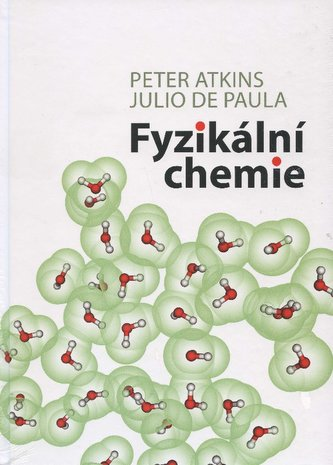 PETER ATKINS
JULIO DE PAULA
Fyzikální
chemie